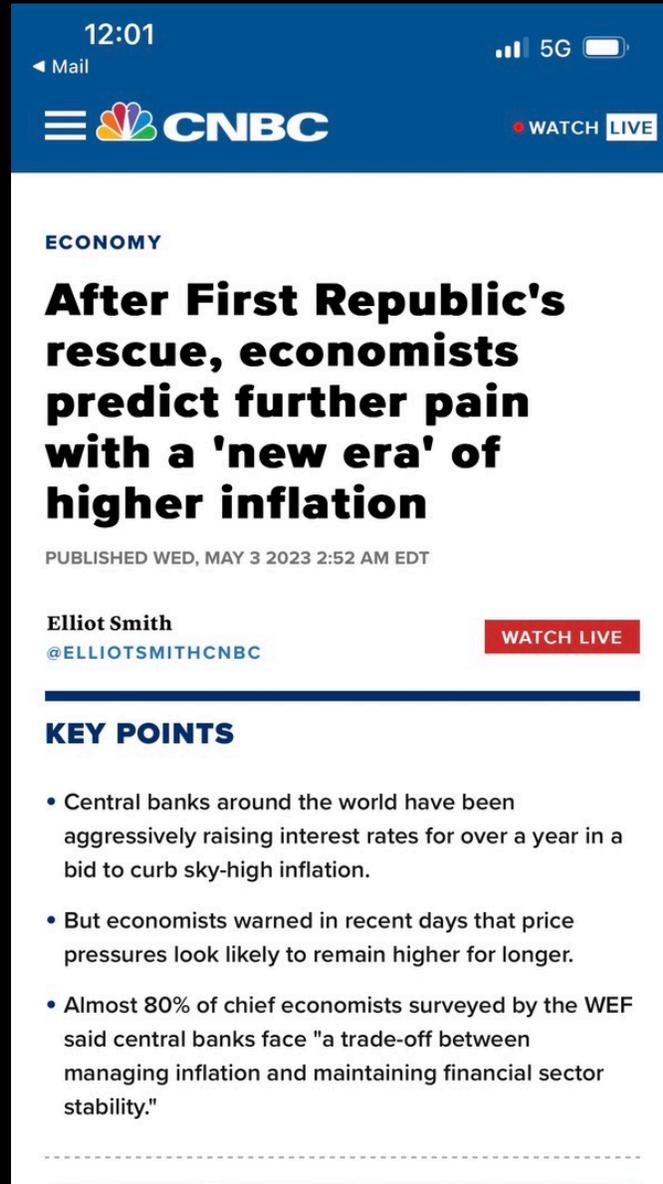 12:01
5G
◄ Mail
CNBC
WATCH LIVE
ECONOMY
After First Republic's
rescue, economists
predict further pain
with a 'new era' of
higher inflation
PUBLISHED WED, MAY 3 2023 2:52 AM EDT
Elliot Smith
@ELLIOTSMITHCNBC
WATCH LIVE
KEY POINTS
• Central banks around the world have been
aggressively raising interest rates for over a year in a
bid to curb sky-high inflation.
• But economists warned in recent days that price
pressures look likely to remain higher for longer.
• Almost 80% of chief economists surveyed by the WEF
said central banks face "a trade-off between
managing inflation and maintaining financial sector
stability."